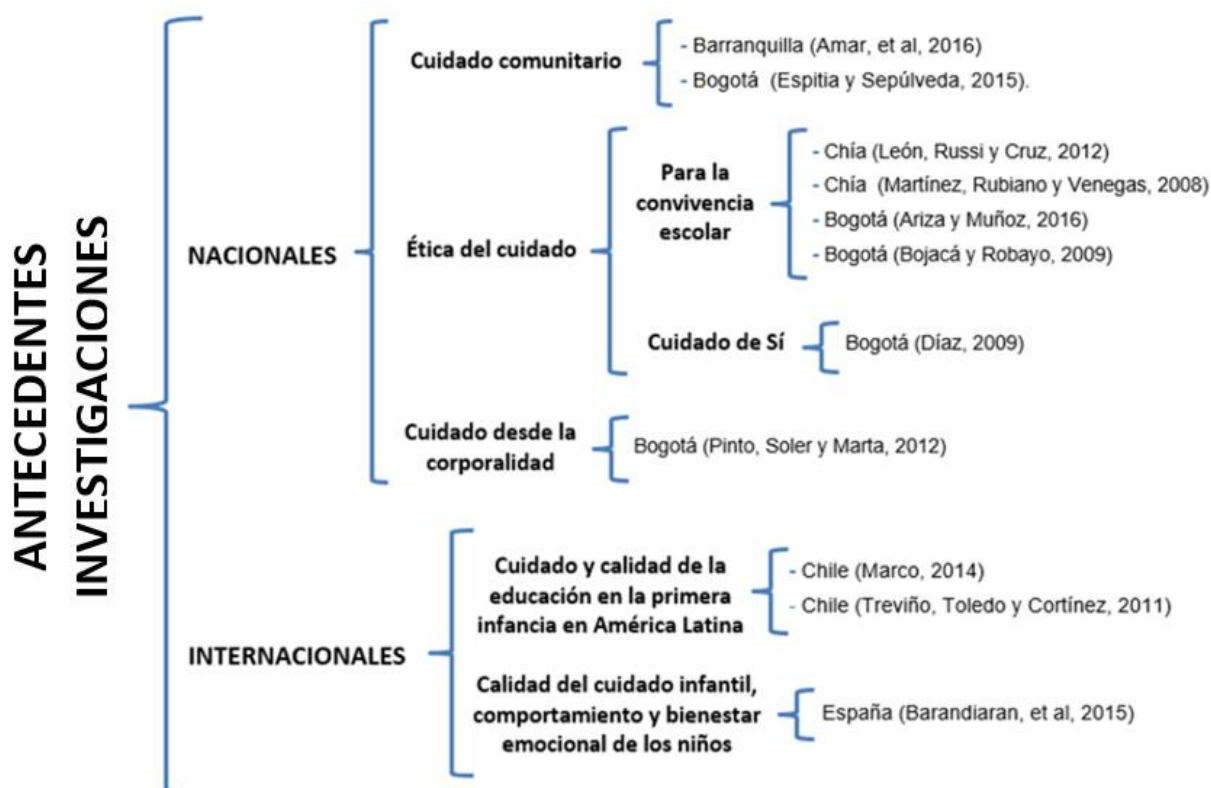 ANTECEDENTES
INVESTIGACIONES
NACIONALES
Cuidado comunitario
- Barranquilla (Amar, et al, 2016)
- Bogotá (Espitia y Sepúlveda, 2015).
Ética del cuidado
Para la
convivencia
escolar
- Chía (León, Russi y Cruz, 2012)
- Chía (Martínez, Rubiano y Venegas, 2008)
- Bogotá (Ariza y Muñoz, 2016)
- Bogotá (Bojacá y Robayo, 2009)
Cuidado de Sí
Bogotá (Díaz, 2009)
Cuidado desde la
corporalidad
Bogotá (Pinto, Soler y Marta, 2012)
INTERNACIONALES
Cuidado y calidad de la
educación en la primera
infancia en América Latina
- Chile (Marco, 2014)
- Chile (Treviño, Toledo y Cortínez, 2011)
Calidad del cuidado infantil,
comportamiento y bienestar
emocional de los niños
España (Barandiaran, et al, 2015)